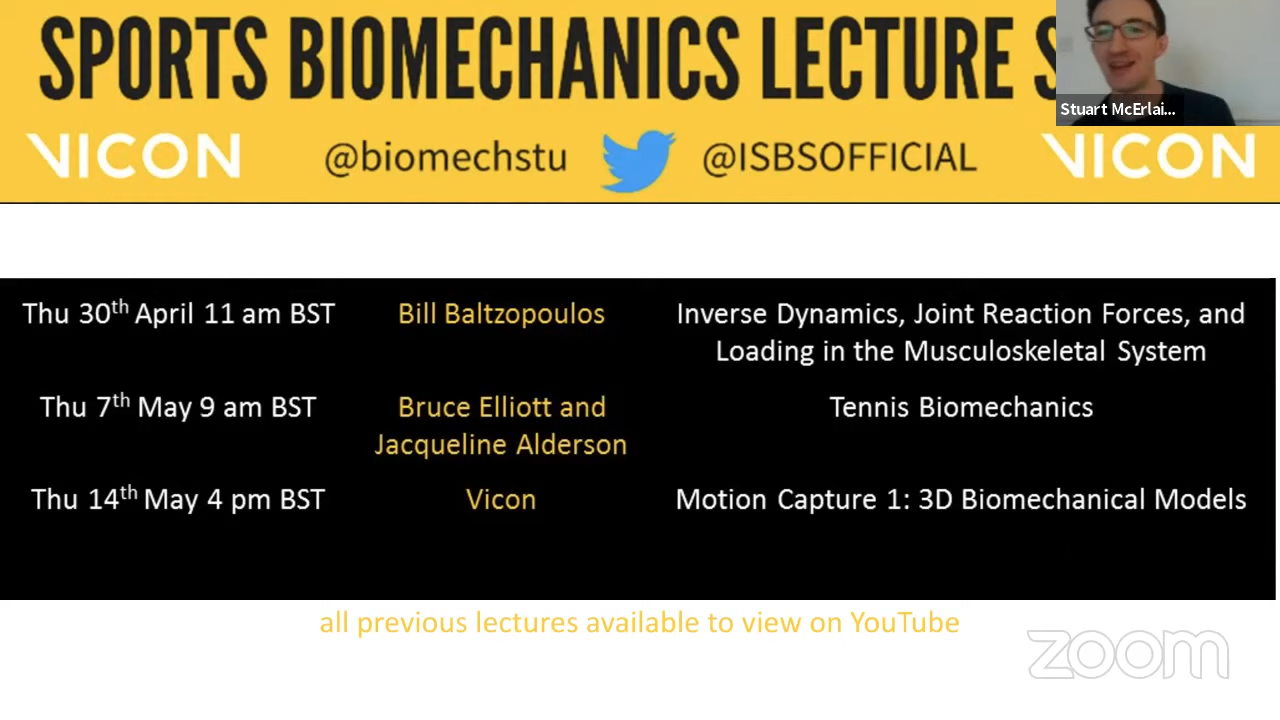 SPORTS BIOMECHANICS LECTURE S
Stuart McErlai...
VICON @biomechstu @ISBSOFFICIAL VICON
Thu 30th April 11 am BST Bill Baltzopoulos Inverse Dynamics, Joint Reaction Forces, and
Loading in the Musculoskeletal System
Thu 7th May 9 am BST Bruce Elliott and Tennis Biomechanics
Jacqueline Alderson
Thu 14th May 4 pm BST Vicon Motion Capture 1: 3D Biomechanical Models
all previous lectures available to view on YouTube
zoom